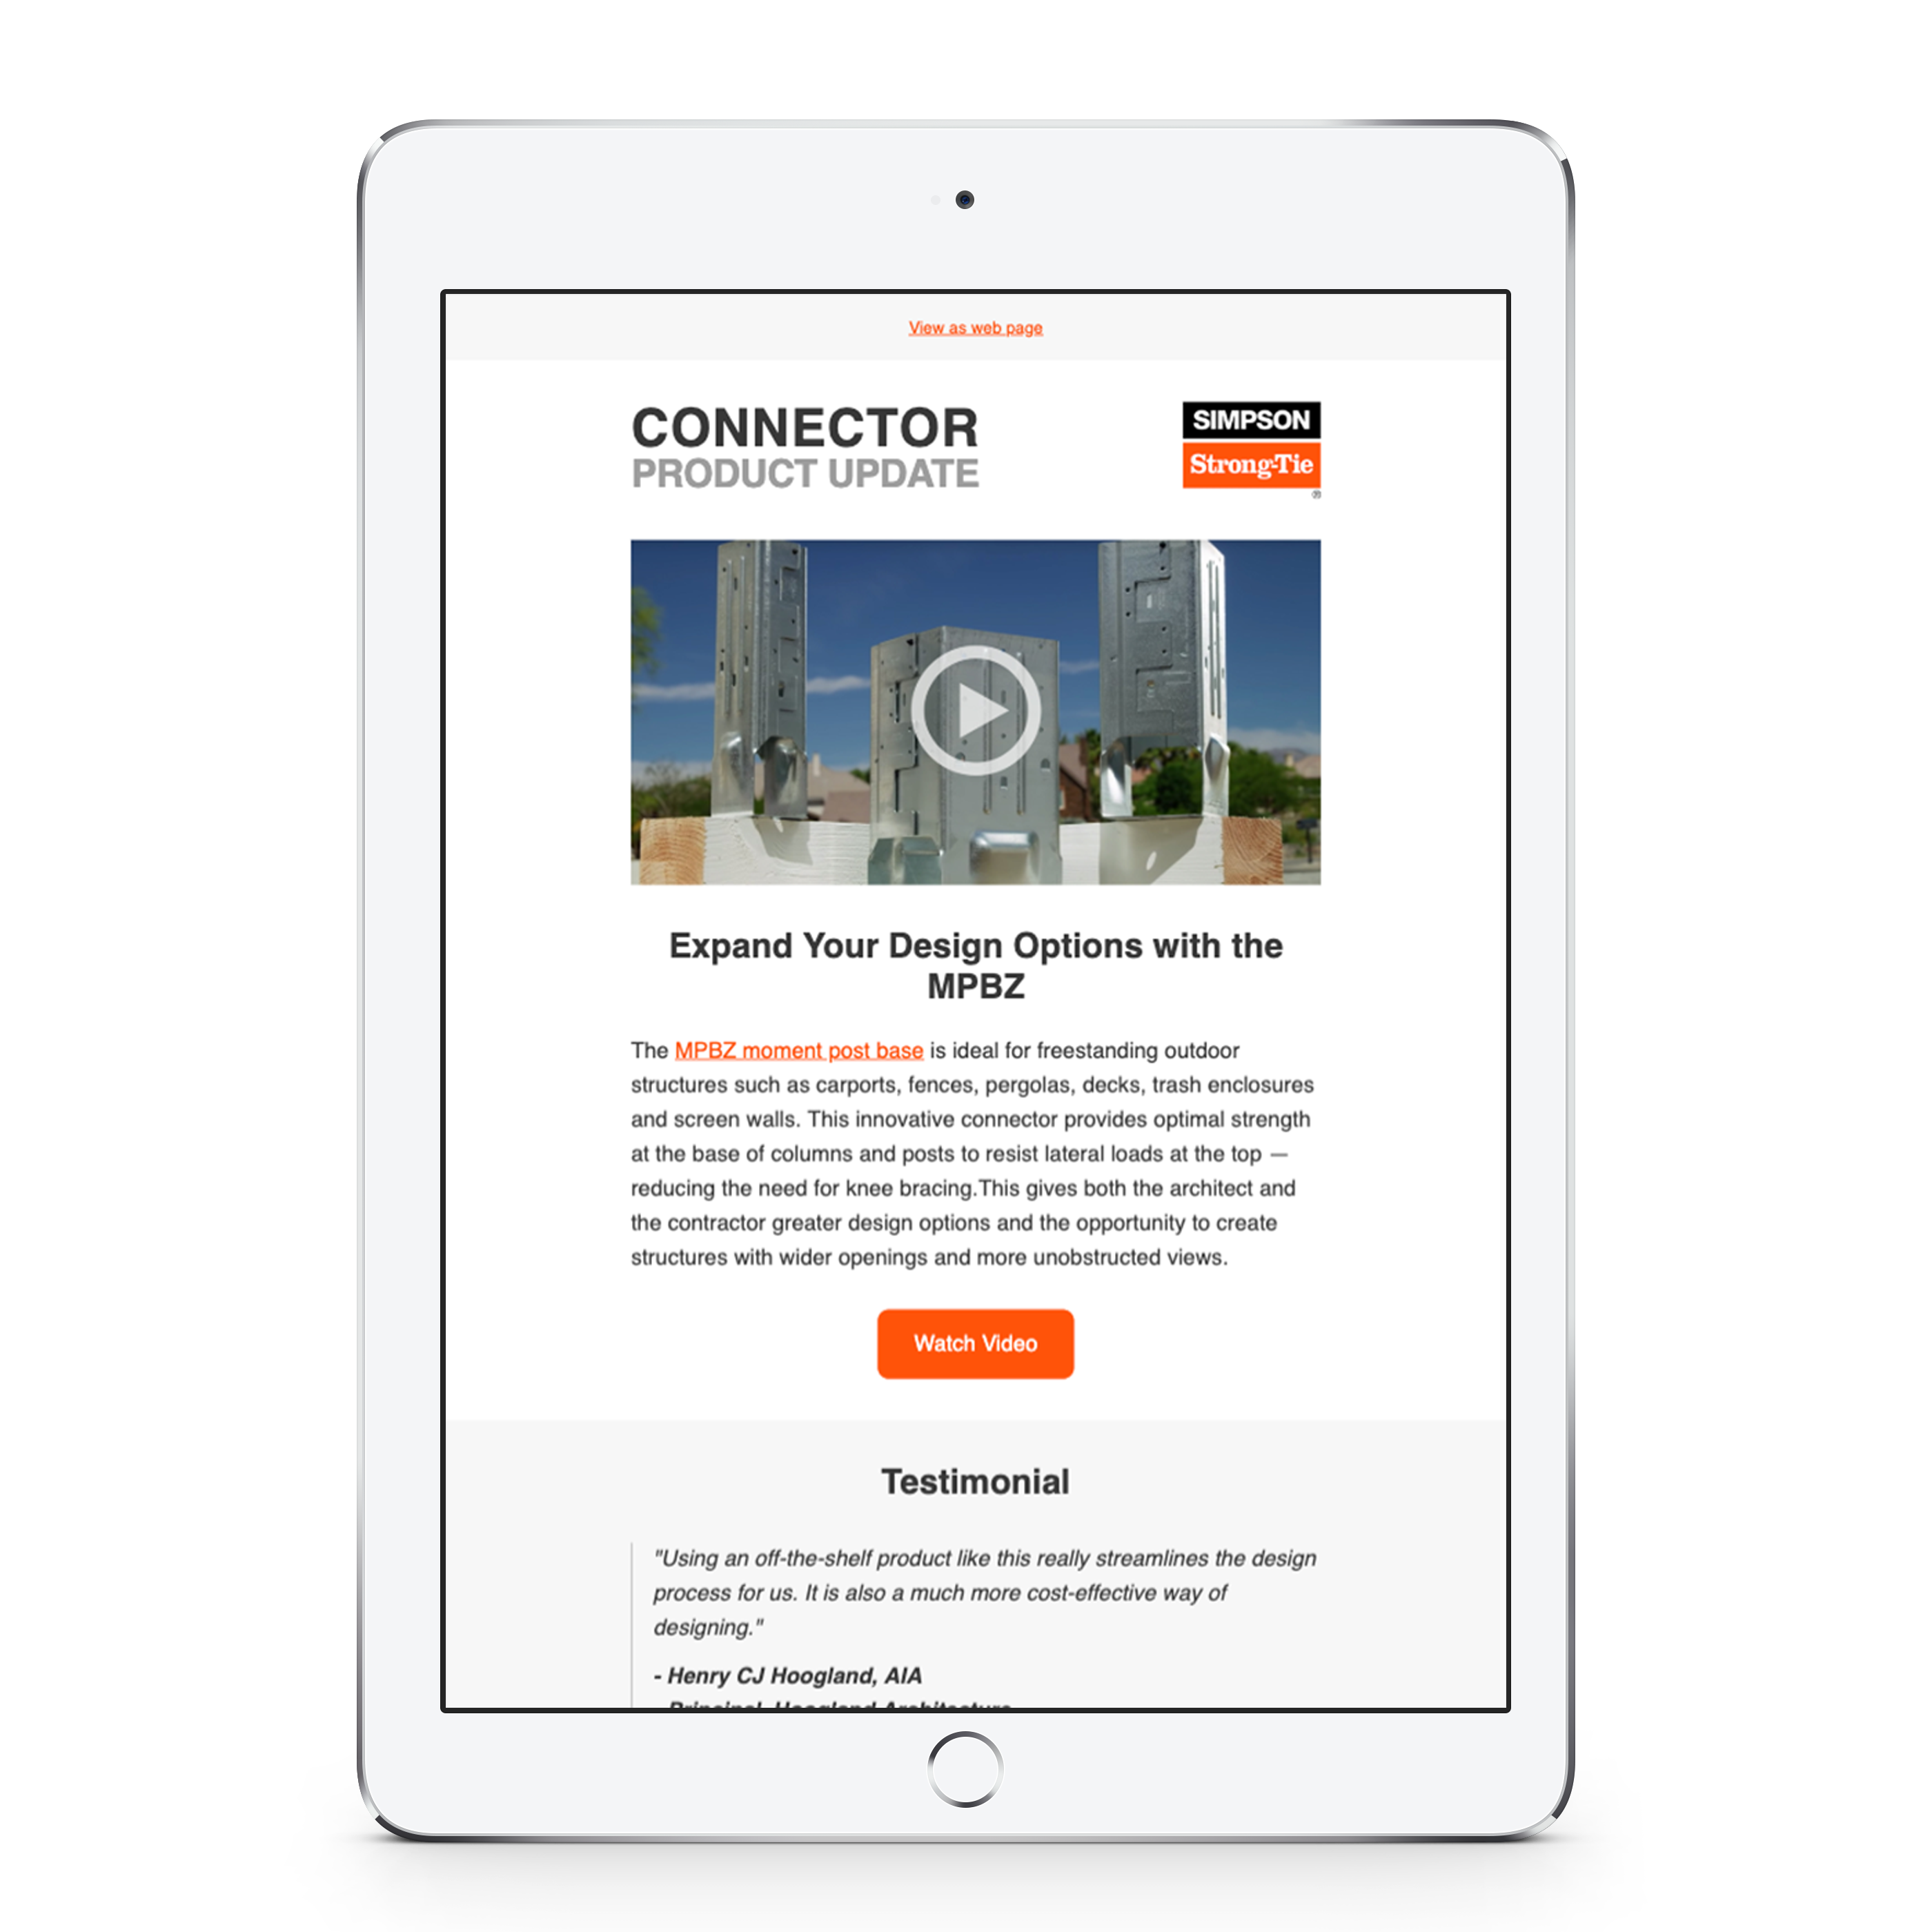 View as web page
CONNECTOR
PRODUCT UPDATE
SIMPSON
Strong-Tie
®
Expand Your Design Options with the
MPBZ
The MPBZ moment post base is ideal for freestanding outdoor
structures such as carports, fences, pergolas, decks, trash enclosures
and screen walls. This innovative connector provides optimal strength
at the base of columns and posts to resist lateral loads at the top —
reducing the need for knee bracing.This gives both the architect and
the contractor greater design options and the opportunity to create
structures with wider openings and more unobstructed views.
Watch Video
Testimonial
"Using an off-the-shelf product like this really streamlines the design
process for us. It is also a much more cost-effective way of
designing."
- Henry CJ Hoogland, AIA
Principal, Hoogland Architecture